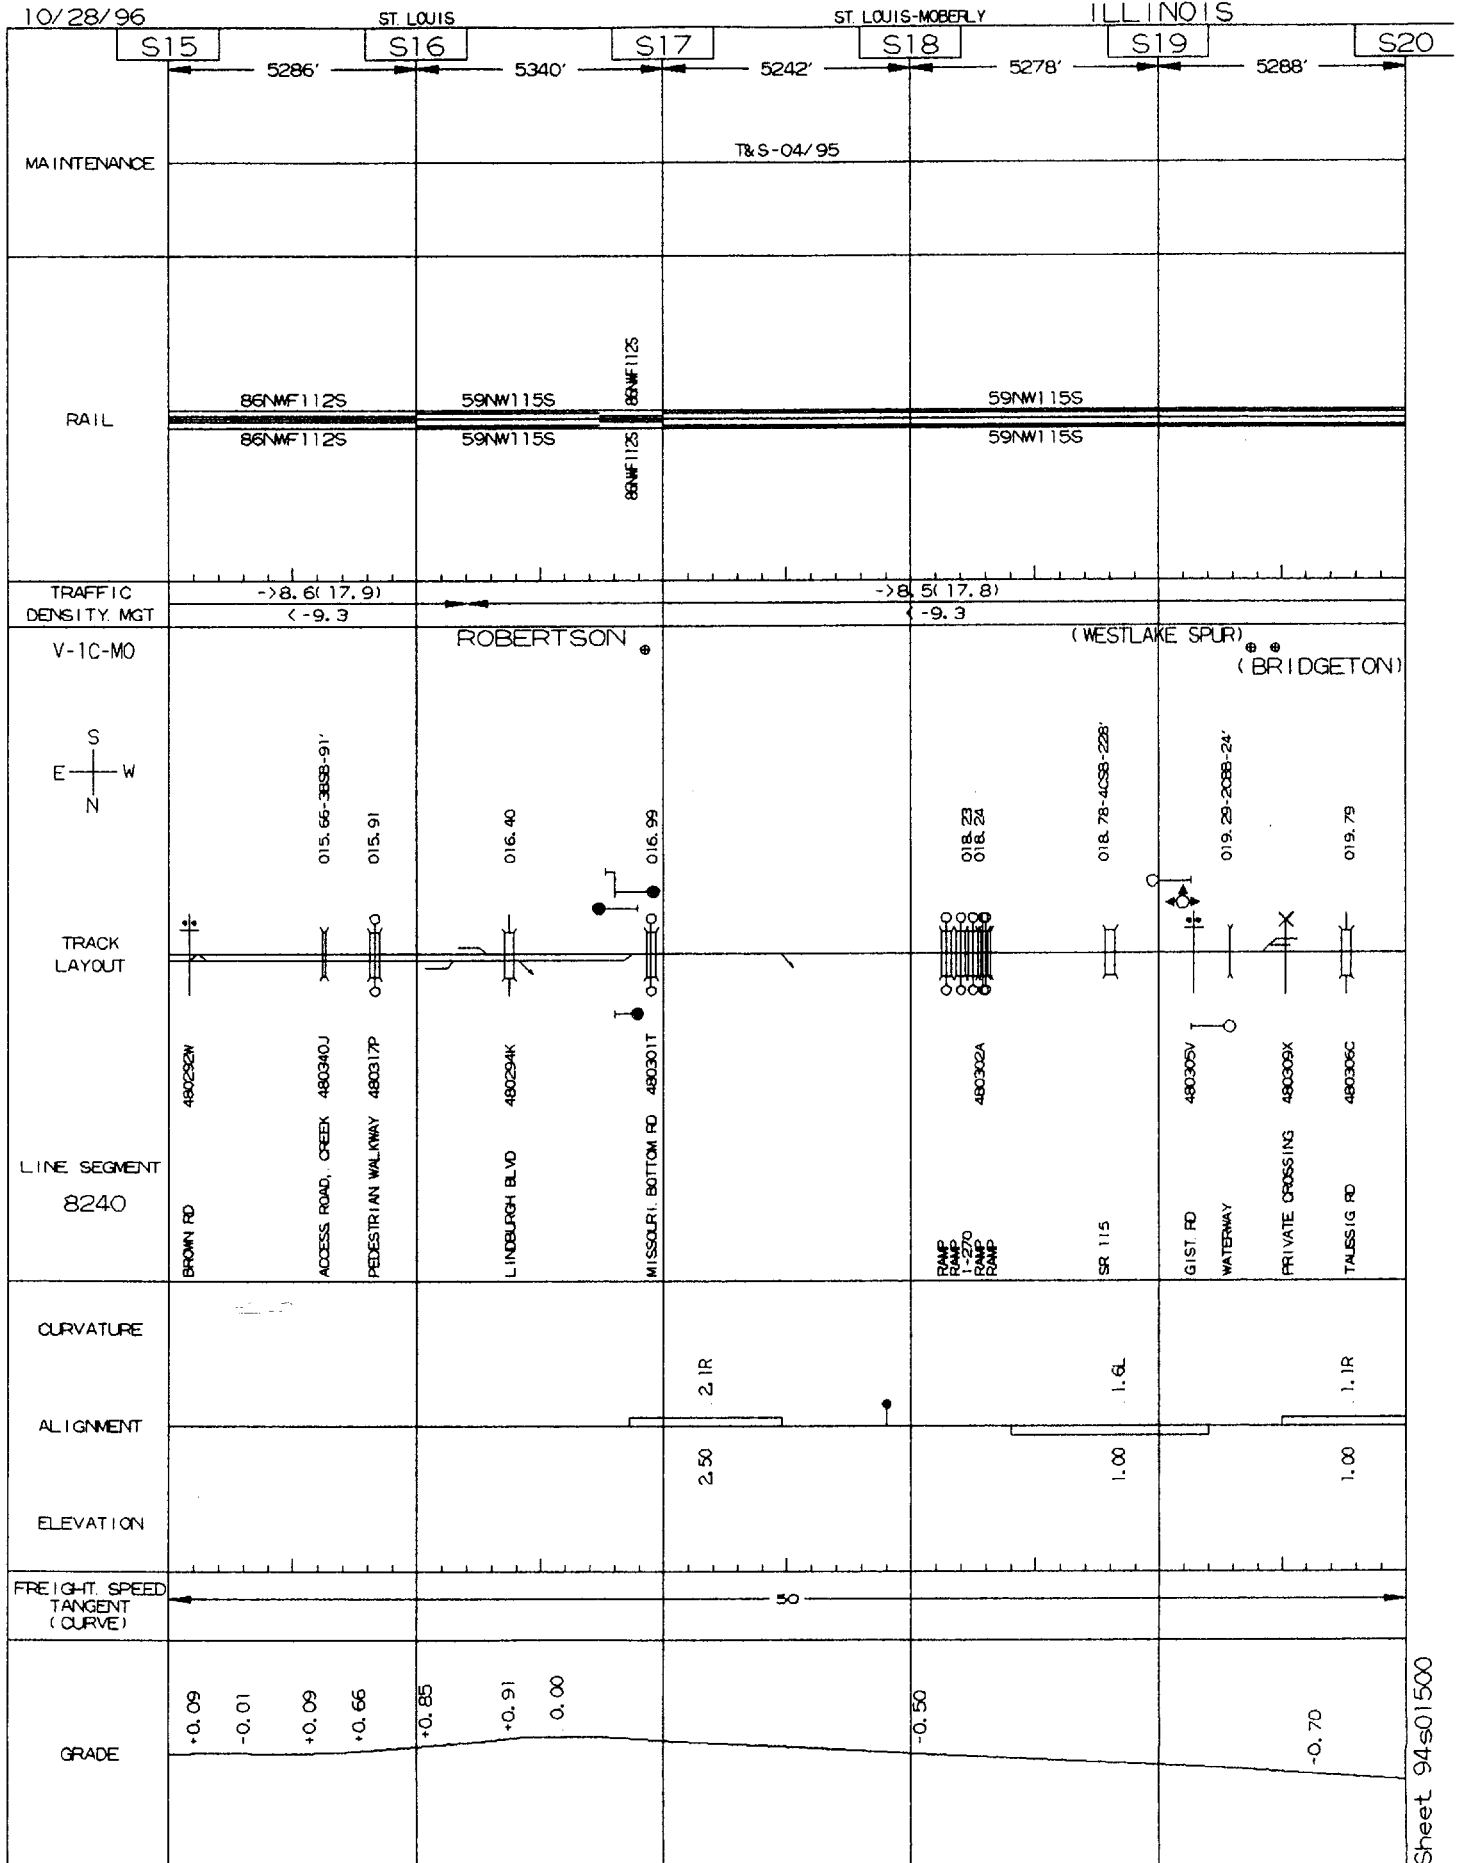 10/28/96
ST. LOUIS
ST. LOUIS-MOBERLY
ILLINOIS
S15
S16
S17
S18
S19
S20
5286'
5340'
5242'
5278'
5288'
MAINTENANCE
T&S-04/95
RAIL
86NWF112S
59NW115S
86NWF112S
59NW115S
86NWF112S
59NW115S
86NWF112S
59NW115S
TRAFFIC
DENSITY. MGT
->8.6(17.9)
<-9.3
->8.5(17.8)
<-9.3
V-1C-MO
ROBERTSON
(WESTLAKE SPUR)
(BRIDGETON)
S
E
W
N
015.66-3BSB-91'
015.91
016.40
016.99
018.23
018.24
018.78-4CSB-228'
019.29-2CBB-24'
019.79
TRACK
LAYOUT
LINE SEGMENT
8240
BROWN RD 480292W
ACCESS ROAD, CREEK 480340J
PEDESTRIAN WALKWAY 480317P
LINDBURGH BLVD 480294K
MISSOURI. BOTTOM RD 480301T
RAMP
RAMP
I-270
RAMP 480302A
RAMP
SR 115
GIST. RD 480305V
WATERWAY
PRIVATE CROSSING 480309X
TAUSSIG RD 480306C
CURVATURE
2.1R
1.6L
1.1R
ALIGNMENT
2.50
1.00
1.00
ELEVATION
FREIGHT. SPEED
TANGENT
(CURVE)
50
GRADE
+0.09
-0.01
+0.09
+0.66
+0.85
+0.91
0.00
-0.50
-0.70
Sheet 94s01500